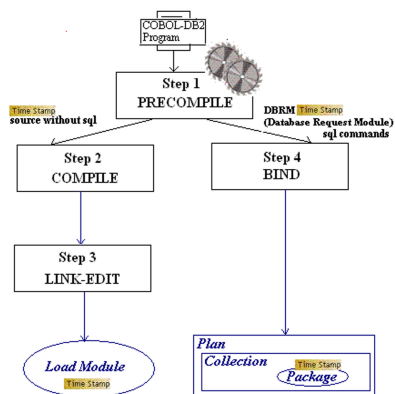 COBOL-DB2
Program
Step 1
PRECOMPILE
Time Stamp
source without sql
DBRM Time Stamp
(Database Request Module)
sql commands
Step 2
COMPILE
Step 4
BIND
Step 3
LINK-EDIT
Load Module
Time Stamp
Plan
Collection
Time Stamp
Package